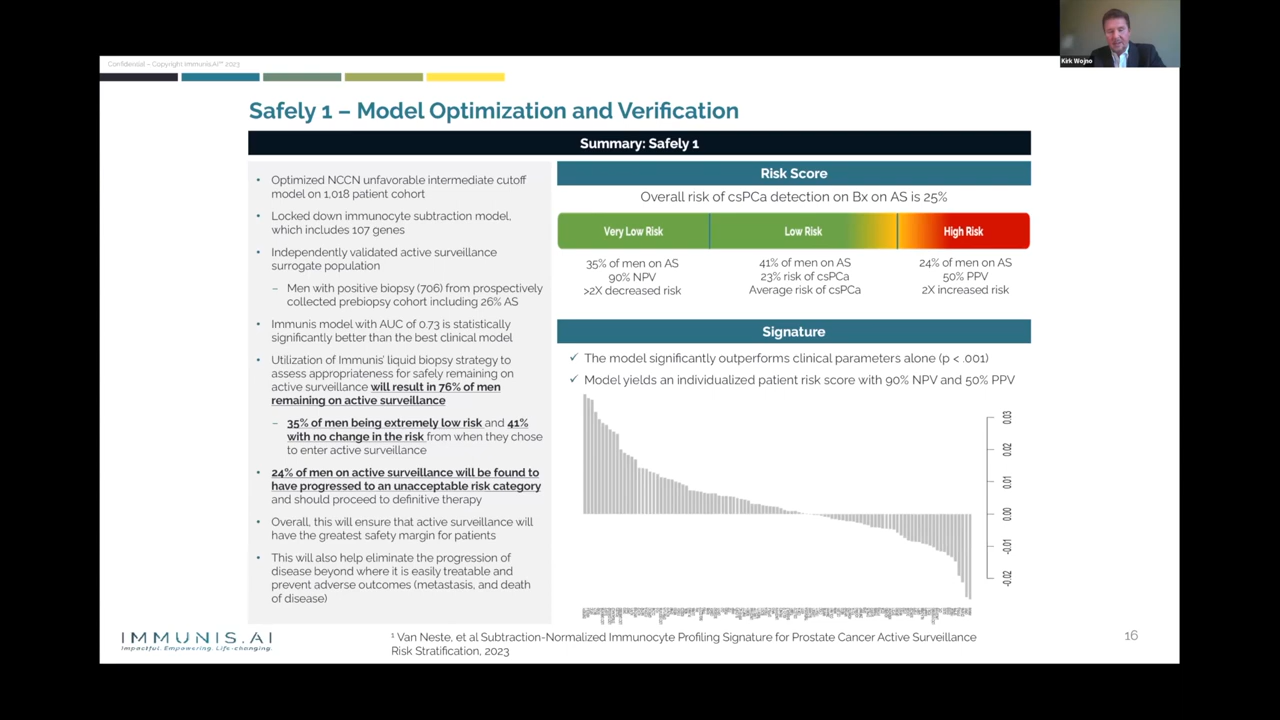 Confidential – Copyright Immunis.AI™ 2023
Kirk Wojno
Safely 1 – Model Optimization and Verification
Summary: Safely 1
• Optimized NCCN unfavorable intermediate cutoff
model on 1,018 patient cohort
• Locked down immunocyte subtraction model,
which includes 107 genes
• Independently validated active surveillance
surrogate population
– Men with positive biopsy (706) from prospectively
collected prebiopsy cohort including 26% AS
• Immunis model with AUC of 0.73 is statistically
significantly better than the best clinical model
• Utilization of Immunis' liquid biopsy strategy to
assess appropriateness for safely remaining on
active surveillance will result in 76% of men
remaining on active surveillance
– 35% of men being extremely low risk and 41%
with no change in the risk from when they chose
to enter active surveillance
• 24% of men on active surveillance will be found to
have progressed to an unacceptable risk category
and should proceed to definitive therapy
• Overall, this will ensure that active surveillance will
have the greatest safety margin for patients
• This will also help eliminate the progression of
disease beyond where it is easily treatable and
prevent adverse outcomes (metastasis, and death
of disease)
Risk Score
Overall risk of csPCa detection on Bx on AS is 25%
Very Low Risk
Low Risk
High Risk
35% of men on AS
90% NPV
>2X decreased risk
41% of men on AS
23% risk of csPCa
Average risk of csPCa
24% of men on AS
50% PPV
2X increased risk
Signature
✓ The model significantly outperforms clinical parameters alone (p < .001)
✓ Model yields an individualized patient risk score with 90% NPV and 50% PPV
0.03
0.02
0.01
0.00
-0.01
-0.02
IMMUNIS.AI
Impactful. Empowering. Life-changing.
¹ Van Neste, et al Subtraction-Normalized Immunocyte Profiling Signature for Prostate Cancer Active Surveillance
Risk Stratification, 2023
16